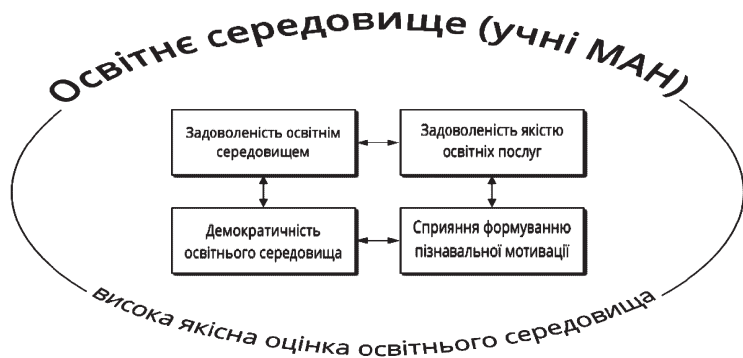 Освітнє середовище (учні МАН)
Задоволеність освітнім
середовищем
Задоволеність якістю
освітніх послуг
Демократичність
освітнього середовища
Сприяння формуванню
пізнавальної мотивації
висока якісна оцінка освітнього середовища